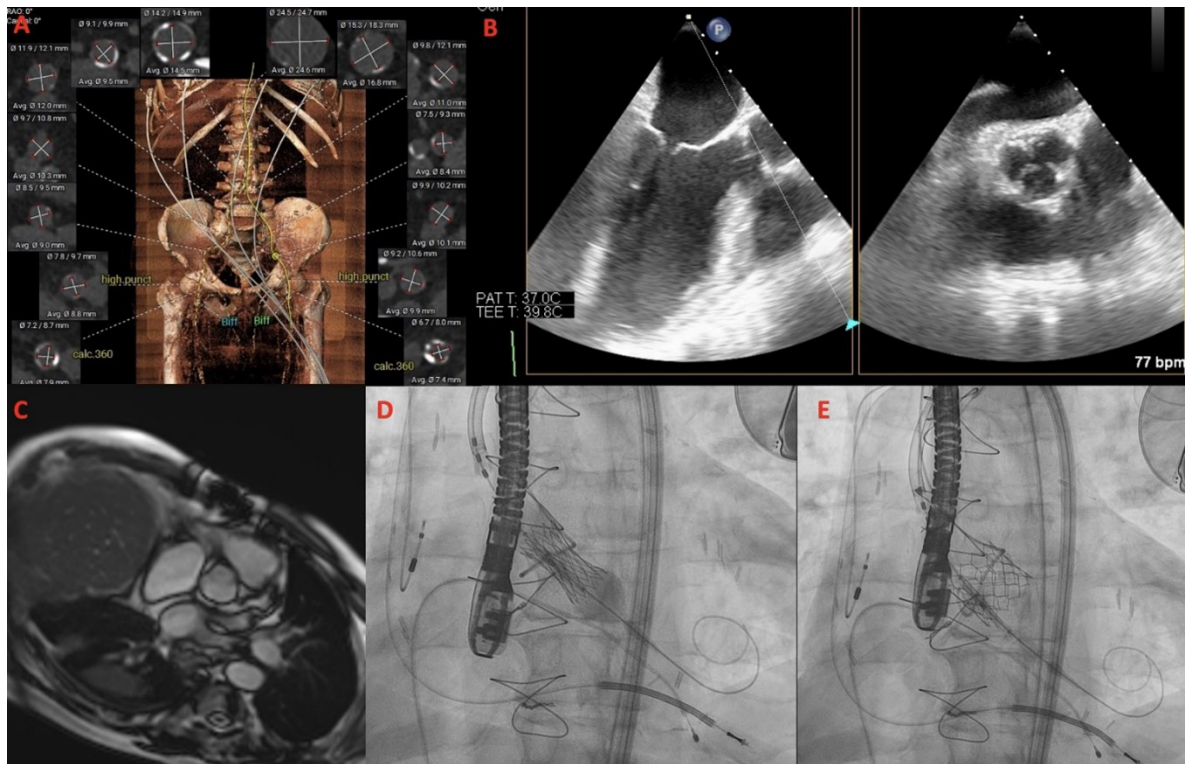 A
RAO: 0°
Caudal: 0°
Ø 9.1 / 9.9 mm
Avg. Ø 9.5 mm
Ø 14.2 / 14.9 mm
Avg. Ø 14.5 mm
Ø 24.5 / 24.7 mm
Avg. Ø 24.6 mm
Ø 15.3 / 18.3 mm
Avg. Ø 16.8 mm
Ø 11.9 / 12.1 mm
Avg. Ø 12.0 mm
Ø 9.8 / 12.1 mm
Avg. Ø 11.0 mm
Ø 9.7 / 10.8 mm
Avg. Ø 10.3 mm
Ø 7.5 / 9.3 mm
Avg. Ø 8.4 mm
Ø 8.5 / 9.5 mm
Avg. Ø 9.0 mm
Ø 9.9 / 10.2 mm
Avg. Ø 10.1 mm
Ø 7.8 / 9.7 mm
Avg. Ø 8.8 mm
high.punct
high.punct
Ø 9.2 / 10.6 mm
Avg. Ø 9.9 mm
Ø 7.2 / 8.7 mm
Avg. Ø 7.9 mm
calc.360
Biff
Biff
calc.360
Ø 6.7 / 8.0 mm
Avg. Ø 7.4 mm
B
P
PAT T: 37.0C
TEE T: 39.8C
77 bpm
C
D
E